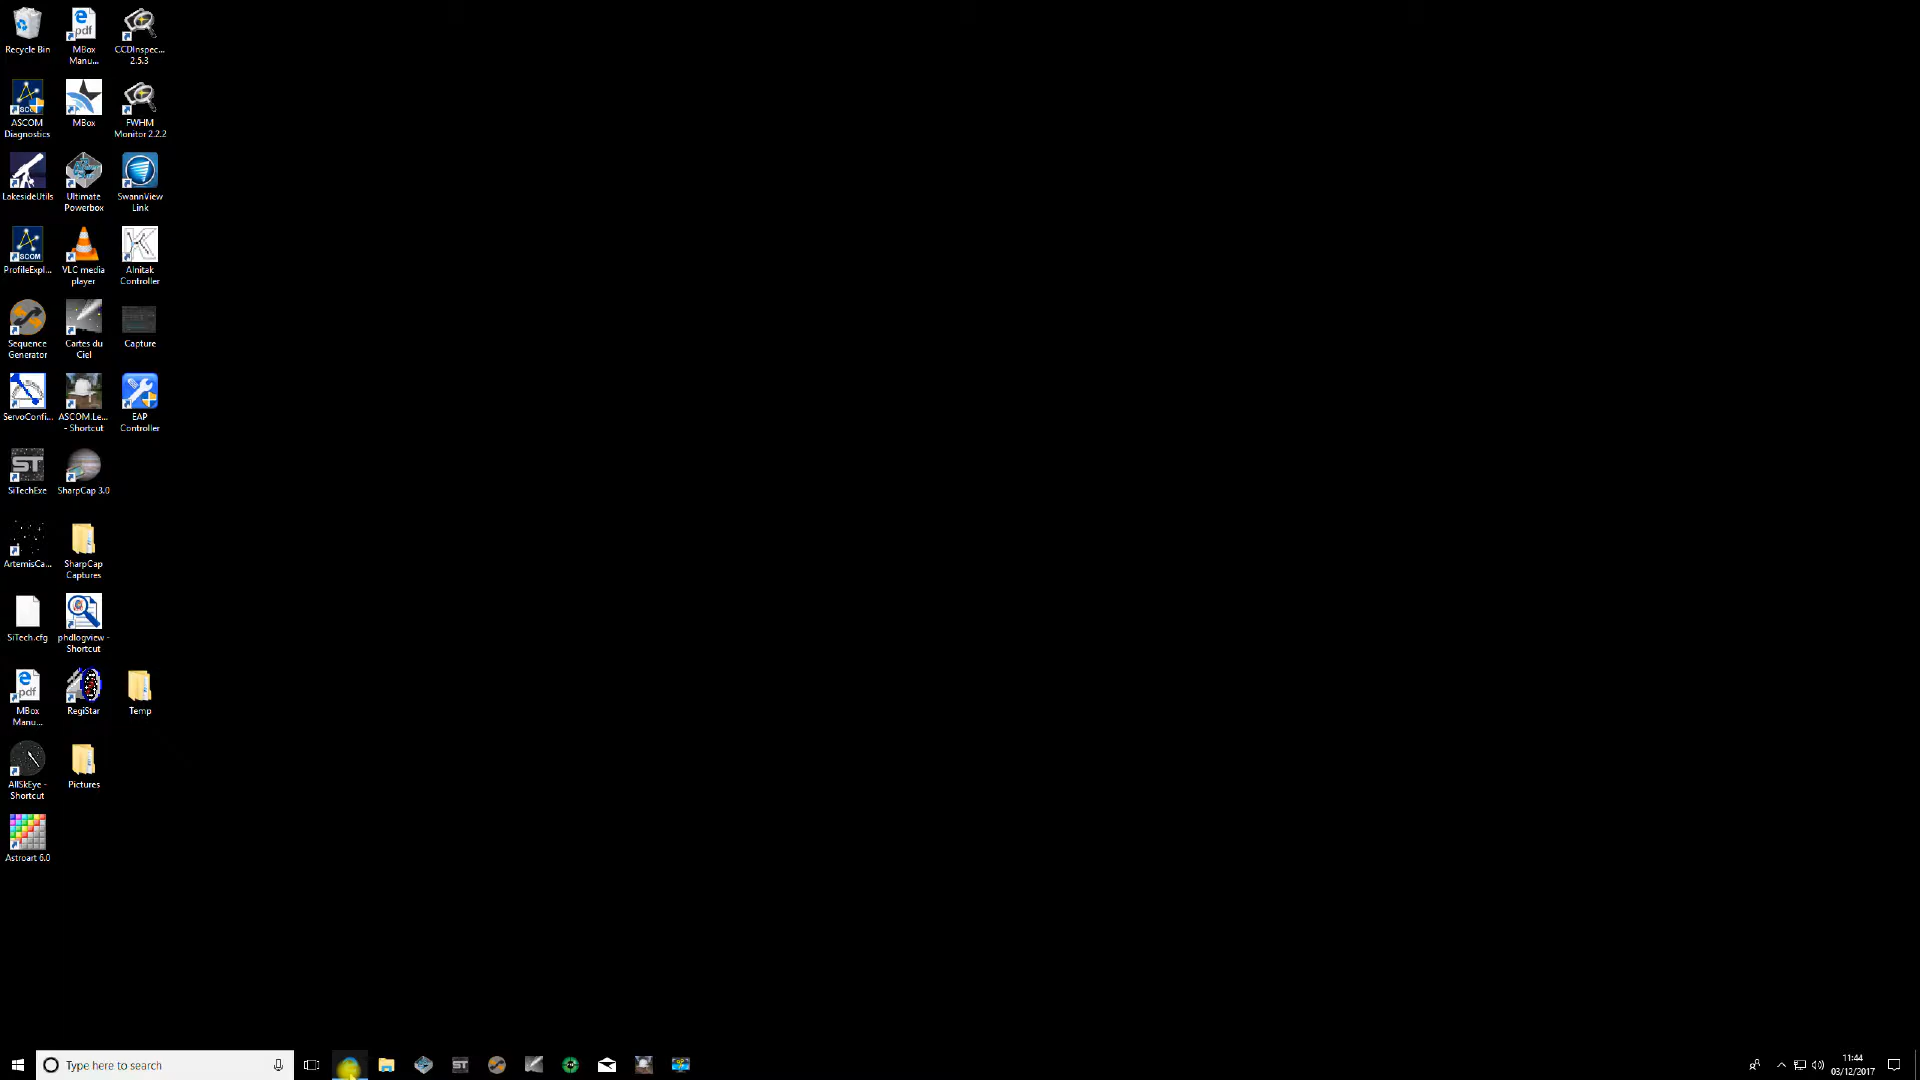 Recycle Bin
MBox
Manu...
CCDInspec...
2.5.3
ASCOM
Diagnostics
MBox
FWHM
Monitor 2.2.2
LakesideUtils
Ultimate
Powerbox
SwannView
Link
ProfileExpl...
VLC media
player
Alnitak
Controller
Sequence
Generator
Cartes du
Ciel
Capture
ServoConfi...
ASCOM.Le...
- Shortcut
EAP
Controller
SiTechExe
SharpCap 3.0
ArtemisCa...
SharpCap
Captures
SiTech.cfg
phdlogview -
Shortcut
MBox
Manu...
RegiStar
Temp
AllSkEye -
Shortcut
Pictures
Astroart 6.0
Type here to search
11:44
03/12/2017